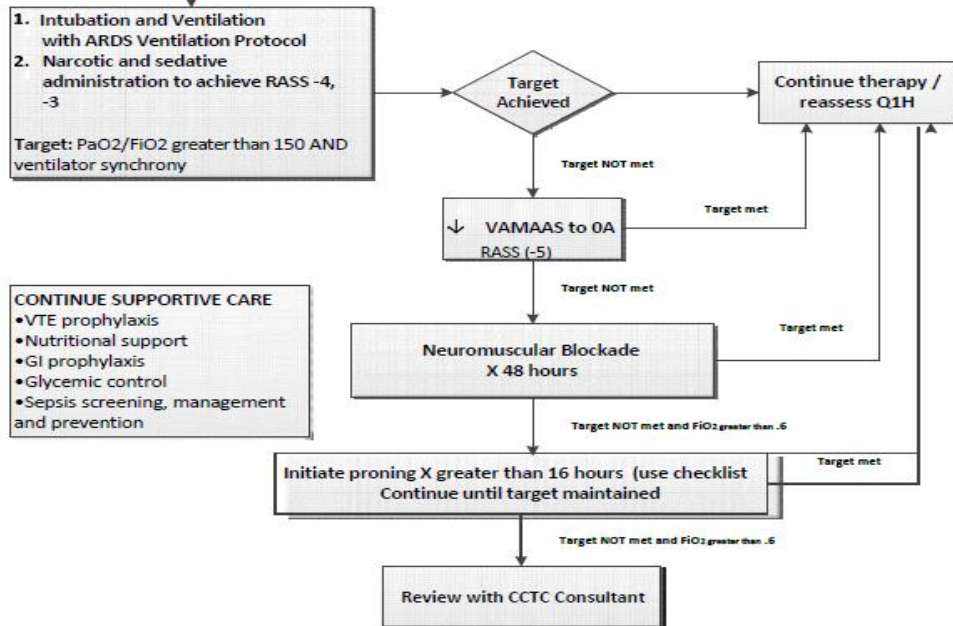 1. Intubation and Ventilation
with ARDS Ventilation Protocol
2. Narcotic and sedative
administration to achieve RASS -4,
-3
Target: PaO2/FiO2 greater than 150 AND
ventilator synchrony
Target
Achieved
Continue therapy /
reassess Q1H
Target NOT met
Target met
↓ VAMAAS to 0A
RASS (-5)
Target NOT met
CONTINUE SUPPORTIVE CARE
•VTE prophylaxis
•Nutritional support
•GI prophylaxis
•Glycemic control
•Sepsis screening, management
and prevention
Target met
Neuromuscular Blockade
X 48 hours
Target NOT met and FiO2 greater than .6
Initiate proning X greater than 16 hours (use checklist
Continue until target maintained
Target met
Target NOT met and FiO2 greater than .6
Review with CCTC Consultant